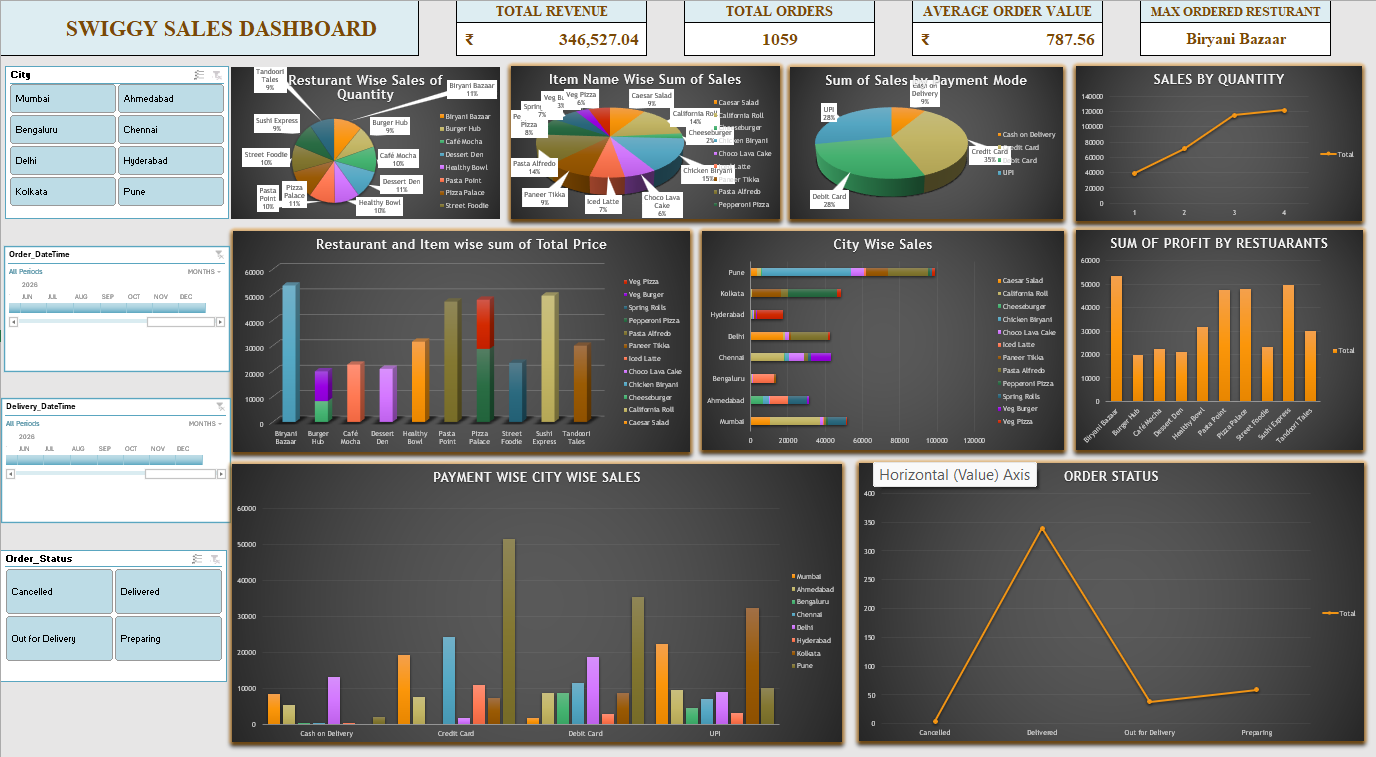 SWIGGY SALES DASHBOARD
TOTAL REVENUE
₹ 346,527.04
TOTAL ORDERS
1059
AVERAGE ORDER VALUE
₹ 787.56
MAX ORDERED RESTURANT
Biryani Bazaar
City
Mumbai
Ahmedabad
Bengaluru
Chennai
Delhi
Hyderabad
Kolkata
Pune
Resturant Wise Sales of
Quantity
Tandoori
Tales
9%
Biryani Bazaar
11%
Sushi Express
9%
Burger Hub
9%
Street Foodie
10%
Café Mocha
10%
Pasta
Point
10%
Pizza
Palace
11%
Dessert Den
11%
Healthy Bowl
10%
Biryani Bazaar
Burger Hub
Café Mocha
Dessert Den
Healthy Bowl
Pasta Point
Pizza Palace
Street Foodie
Item Name Wise Sum of Sales
Veg Pizza
6%
Caesar Salad
9%
California Roll
14%
Cheeseburger
2%
Chicken Biryani
15%
Choco Lava
Cake
6%
Iced Latte
7%
Paneer Tikka
9%
Pasta Alfredo
14%
Pizza
8%
Spring
7%
3%
Caesar Salad
Choco Lava Cake
Pasta Alfredo
Pepperoni Pizza
Sum of Sales by Payment Mode
Cash on
Delivery
9%
UPI
28%
Credit Card
35%
Debit Card
28%
Cash on Delivery
Credit Card
Debit Card
UPI
SALES BY QUANTITY
140000
120000
100000
80000
60000
40000
20000
0
1 2 3 4
Total
Order_DateTime
All Periods MONTHS
2026
JUN JUL AUG SEP OCT NOV DEC
Restaurant and Item wise sum of Total Price
60000
50000
40000
30000
20000
10000
0
Biryani
Bazaar
Burger
Hub
Café
Mocha
Dessert
Den
Healthy
Bowl
Pasta
Point
Pizza
Palace
Street
Foodie
Sushi
Express
Tandoori
Tales
Veg Pizza
Veg Burger
Spring Rolls
Pepperoni Pizza
Pasta Alfredo
Paneer Tikka
Iced Latte
Choco Lava Cake
Chicken Biryani
Cheeseburger
California Roll
Caesar Salad
City Wise Sales
Pune
Kolkata
Hyderabad
Delhi
Chennai
Bengaluru
Ahmedabad
Mumbai
0 20000 40000 60000 80000 100000 120000
Caesar Salad
California Roll
Cheeseburger
Chicken Biryani
Choco Lava Cake
Iced Latte
Paneer Tikka
Pasta Alfredo
Pepperoni Pizza
Spring Rolls
Veg Burger
Veg Pizza
SUM OF PROFIT BY RESTUARANTS
60000
50000
40000
30000
20000
10000
0
Biryani Bazaar
Burger Hub
Café Mocha
Dessert Den
Healthy Bowl
Pasta Point
Pizza Palace
Street Foodie
Sushi Express
Tandoori Tales
Total
Delivery_DateTime
All Periods MONTHS
2026
JUN JUL AUG SEP OCT NOV DEC
Order_Status
Cancelled
Delivered
Out for Delivery
Preparing
PAYMENT WISE CITY WISE SALES
60000
50000
40000
30000
20000
10000
0
Cash on Delivery Credit Card Debit Card UPI
Mumbai
Ahmedabad
Bengaluru
Chennai
Delhi
Hyderabad
Kolkata
Pune
Horizontal (Value) Axis
ORDER STATUS
400
350
300
250
200
150
100
50
0
Cancelled Delivered Out for Delivery Preparing
Total